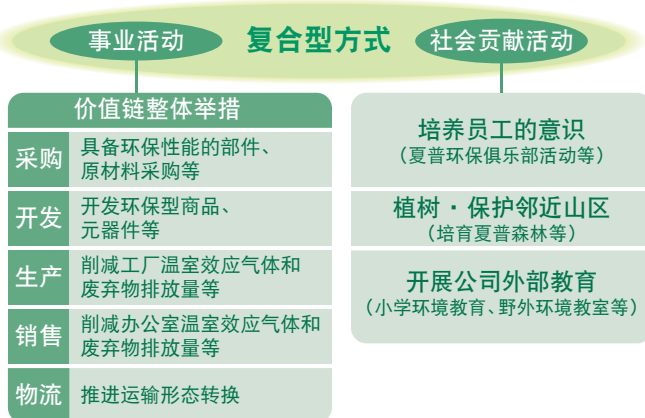 事业活动
复合型方式
社会贡献活动
价值链整体举措
采购
具备环保性能的部件、
原材料采购等
开发
开发环保型商品、
元器件等
生产
削减工厂温室效应气体和
废弃物排放量等
销售
削减办公室温室效应气体和
废弃物排放量等
物流
推进运输形态转换
培养员工的意识
（夏普环保俱乐部活动等）
植树・保护邻近山区
（培育夏普森林等）
开展公司外部教育
（小学环境教育、野外环境教室等）